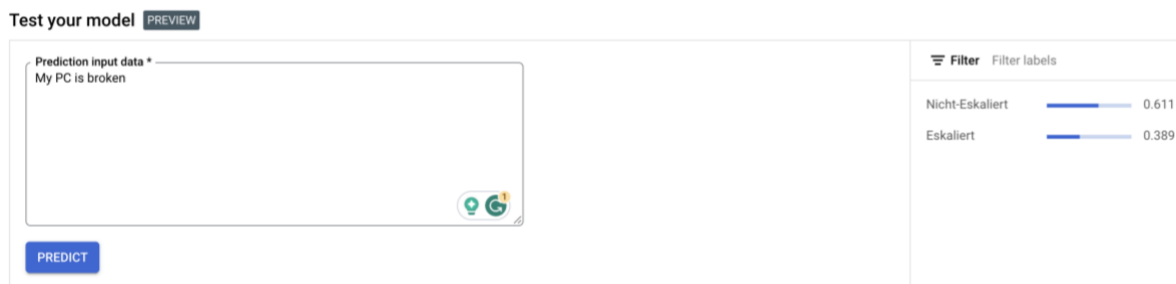 Test your model PREVIEW
Prediction input data *
My PC is broken
1
PREDICT
Filter Filter labels
Nicht-Eskaliert 0.611
Eskaliert 0.389